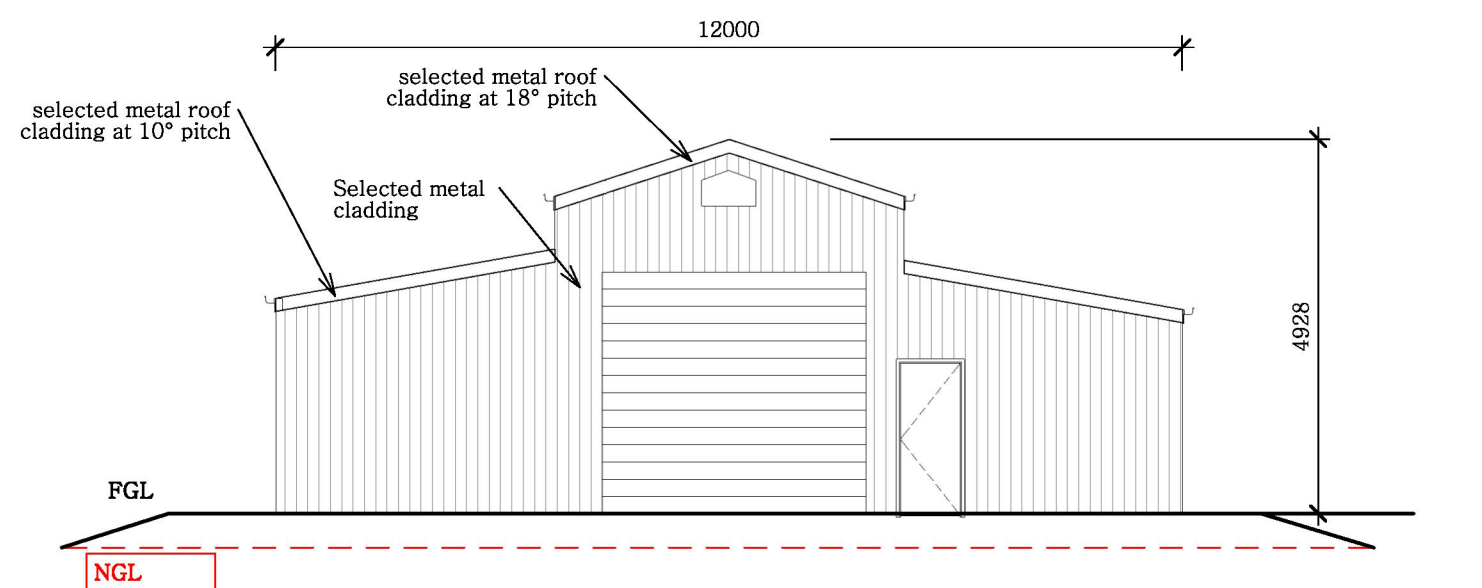 12000
selected metal roof
cladding at 18° pitch
selected metal roof
cladding at 10° pitch
Selected metal
cladding
4928
FGL
NGL